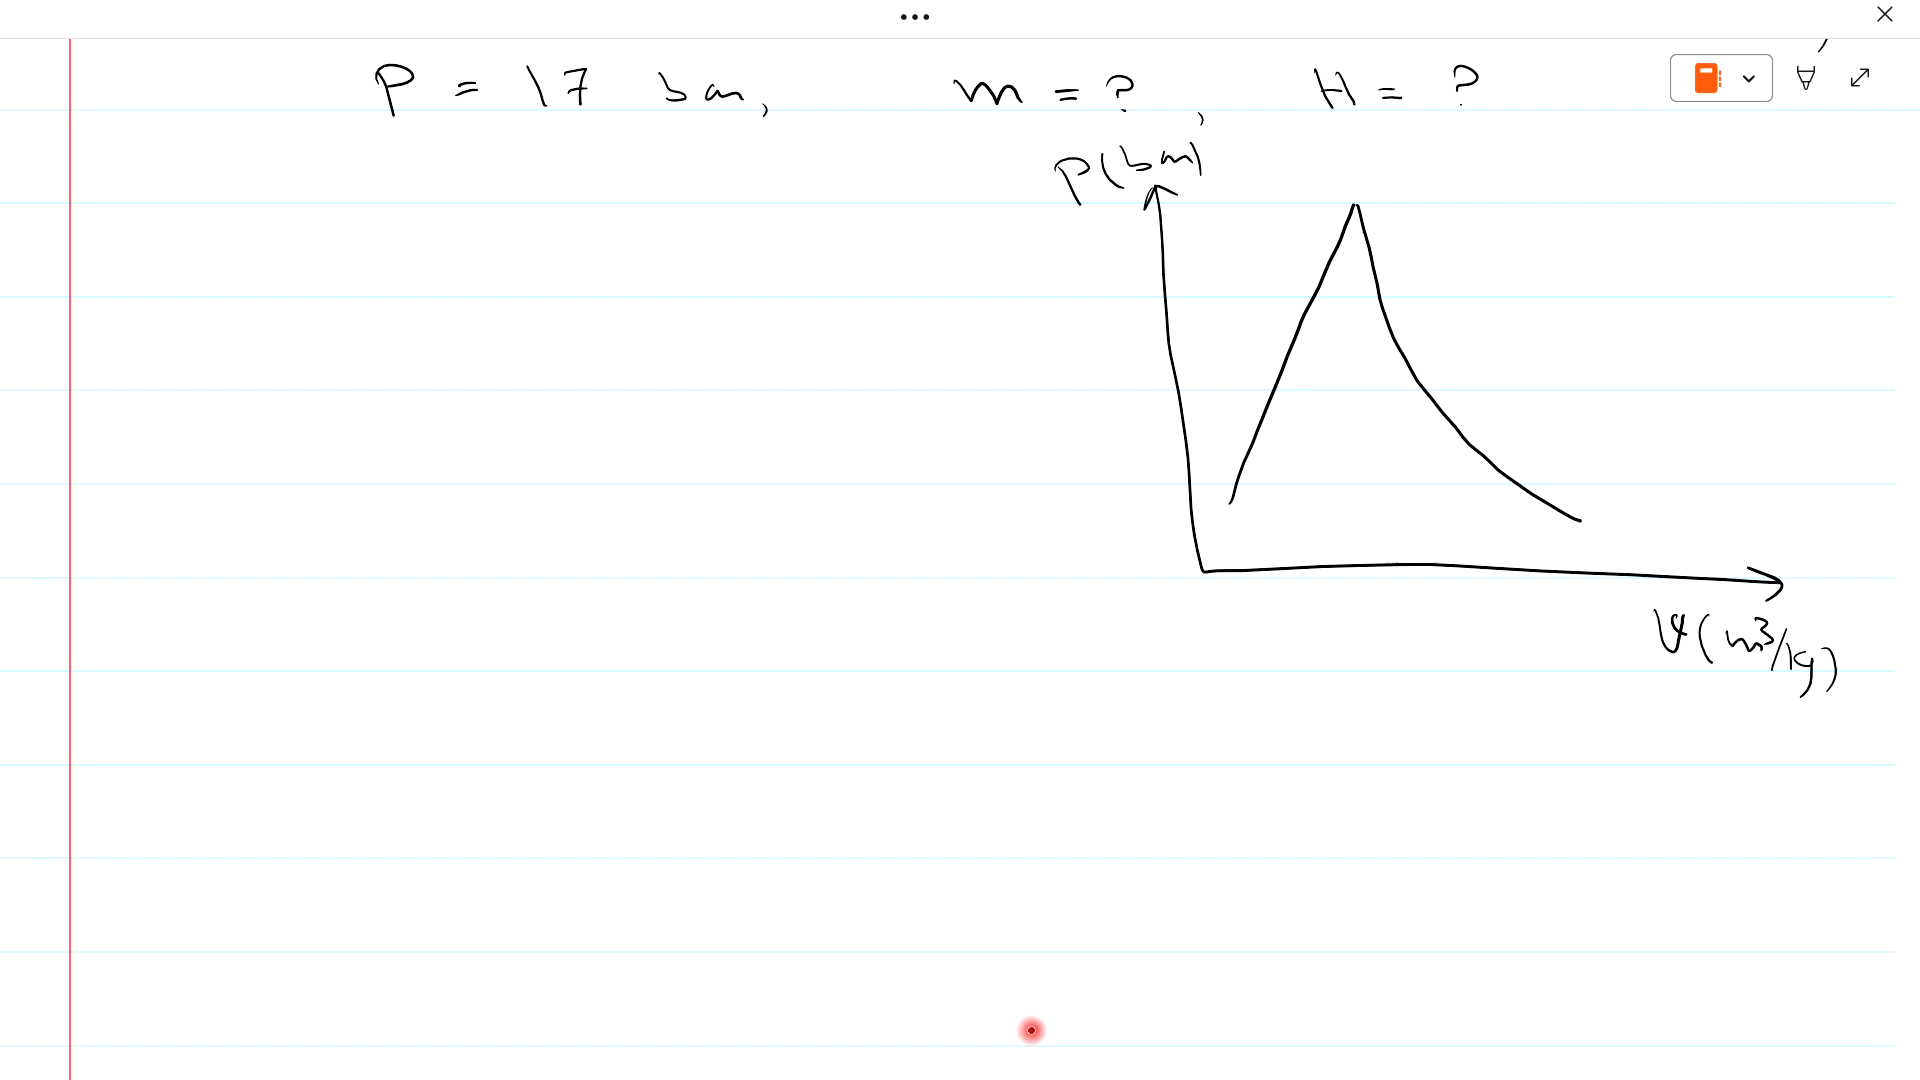 P = 17 bar, m = ?, H = ?
P(bar)
V(m³/kg)